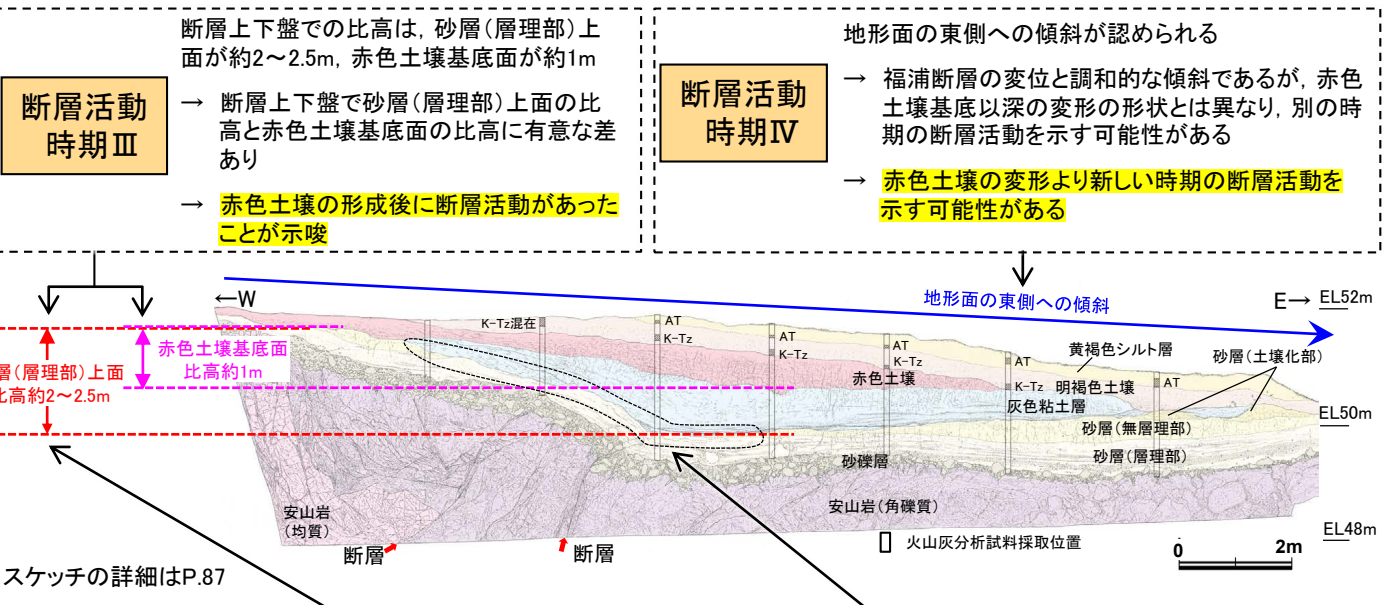 断層活動
時期Ⅲ
断層上下盤での比高は，砂層（層理部）上
面が約2～2.5m，赤色土壌基底面が約1m
→ 断層上下盤で砂層（層理部）上面の比
高と赤色土壌基底面の比高に有意な差
あり
→ 赤色土壌の形成後に断層活動があった
ことが示唆
断層活動
時期Ⅳ
地形面の東側への傾斜が認められる
→ 福浦断層の変位と調和的な傾斜であるが，赤色
土壌基底以深の変形の形状とは異なり，別の時
期の断層活動を示す可能性がある
→ 赤色土壌の変形より新しい時期の断層活動を
示す可能性がある
←W
地形面の東側への傾斜
E→
EL52m
K-Tz混在
AT
K-Tz
AT
K-Tz
AT
K-Tz
AT
K-Tz
AT
黄褐色シルト層
砂層（土壌化部）
赤色土壌基底面
比高約1m
層（層理部）上面
比高約2～2.5m
赤色土壌
明褐色土壌
灰色粘土層
EL50m
砂層（無層理部）
砂層（層理部）
砂礫層
安山岩
（均質）
安山岩（角礫質）
EL48m
断層
断層
火山灰分析試料採取位置
0 2m
スケッチの詳細はP.87